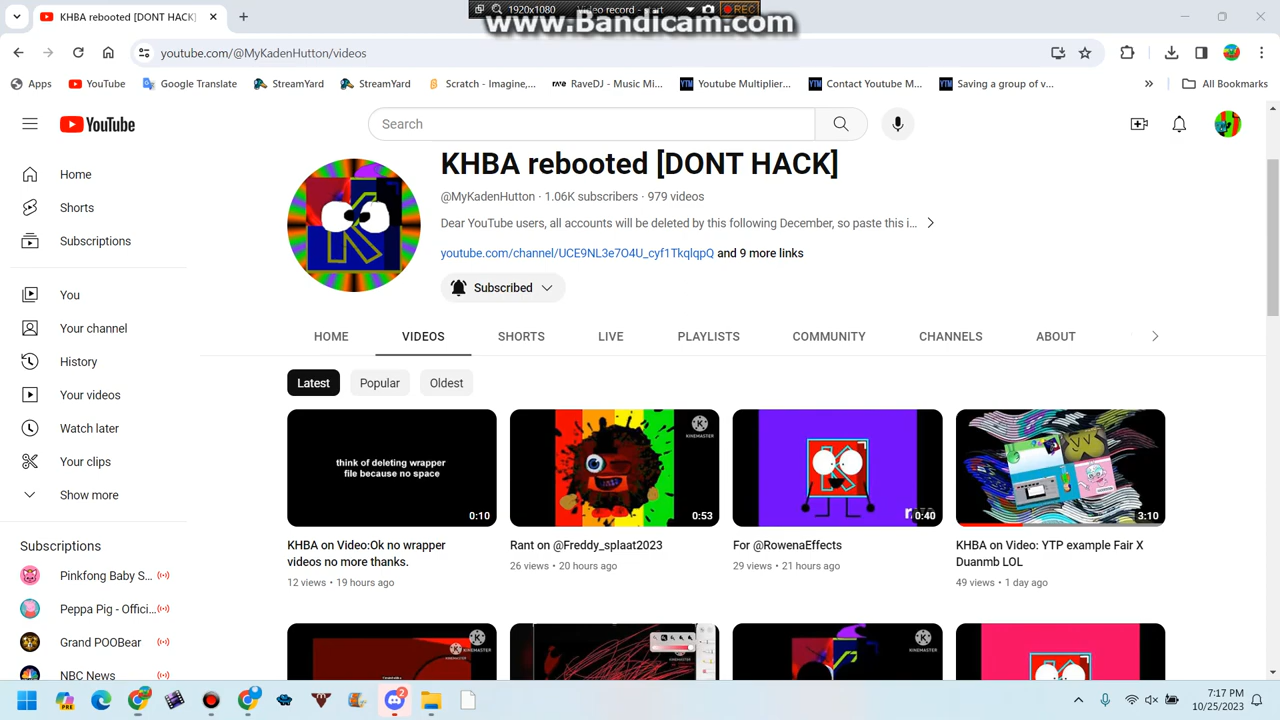 KHBA rebooted [DONT HACK]
1920x1080
REC
www.Bandicam.com
youtube.com/@MyKadenHutton/videos
Apps
YouTube
Google Translate
StreamYard
StreamYard
Scratch - Imagine,...
RaveDJ - Music Mi...
Youtube Multiplier...
Contact Youtube M...
Saving a group of v...
All Bookmarks
YouTube
Search
Home
Shorts
Subscriptions
You
Your channel
History
Your videos
Watch later
Your clips
Show more
Subscriptions
Pinkfong Baby S...
Peppa Pig - Offici...
Grand POOBear
NBC News
KHBA rebooted [DONT HACK]
@MyKadenHutton · 1.06K subscribers · 979 videos
Dear YouTube users, all accounts will be deleted by this following December, so paste this i...
youtube.com/channel/UCE9NL3e7O4U_cyf1TkqlqpQ and 9 more links
Subscribed
HOME VIDEOS SHORTS LIVE PLAYLISTS COMMUNITY CHANNELS ABOUT
Latest Popular Oldest
think of deleting wrapper
file because no space
0:10
KINEMASTER
0:53
0:40
3:10
KHBA on Video:Ok no wrapper
videos no more thanks.
12 views · 19 hours ago
Rant on @Freddy_splaat2023
26 views · 20 hours ago
For @RowenaEffects
29 views · 21 hours ago
KHBA on Video: YTP example Fair X
Duanmb LOL
49 views · 1 day ago
KINEMASTER
KINEMASTER
KINEMASTER
2
7:17 PM
10/25/2023